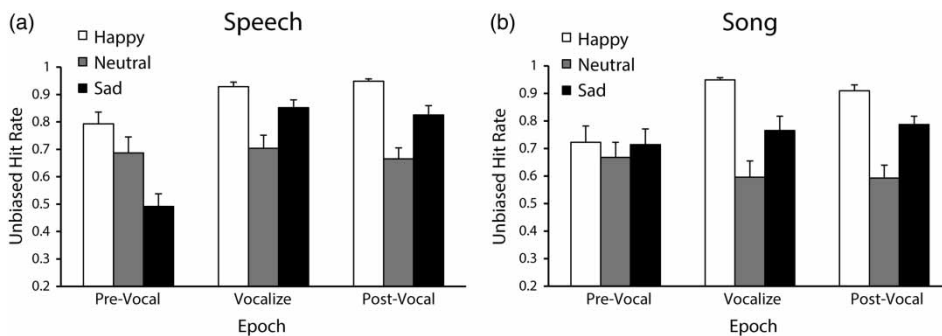 (a)
Speech
Happy
Neutral
Sad
Unbiased Hit Rate
1
0.9
0.8
0.7
0.6
0.5
0.4
0.3
0.2
Pre-Vocal
Vocalize
Post-Vocal
Epoch
(b)
Song
Happy
Neutral
Sad
Unbiased Hit Rate
1
0.9
0.8
0.7
0.6
0.5
0.4
0.3
0.2
Pre-Vocal
Vocalize
Post-Vocal
Epoch